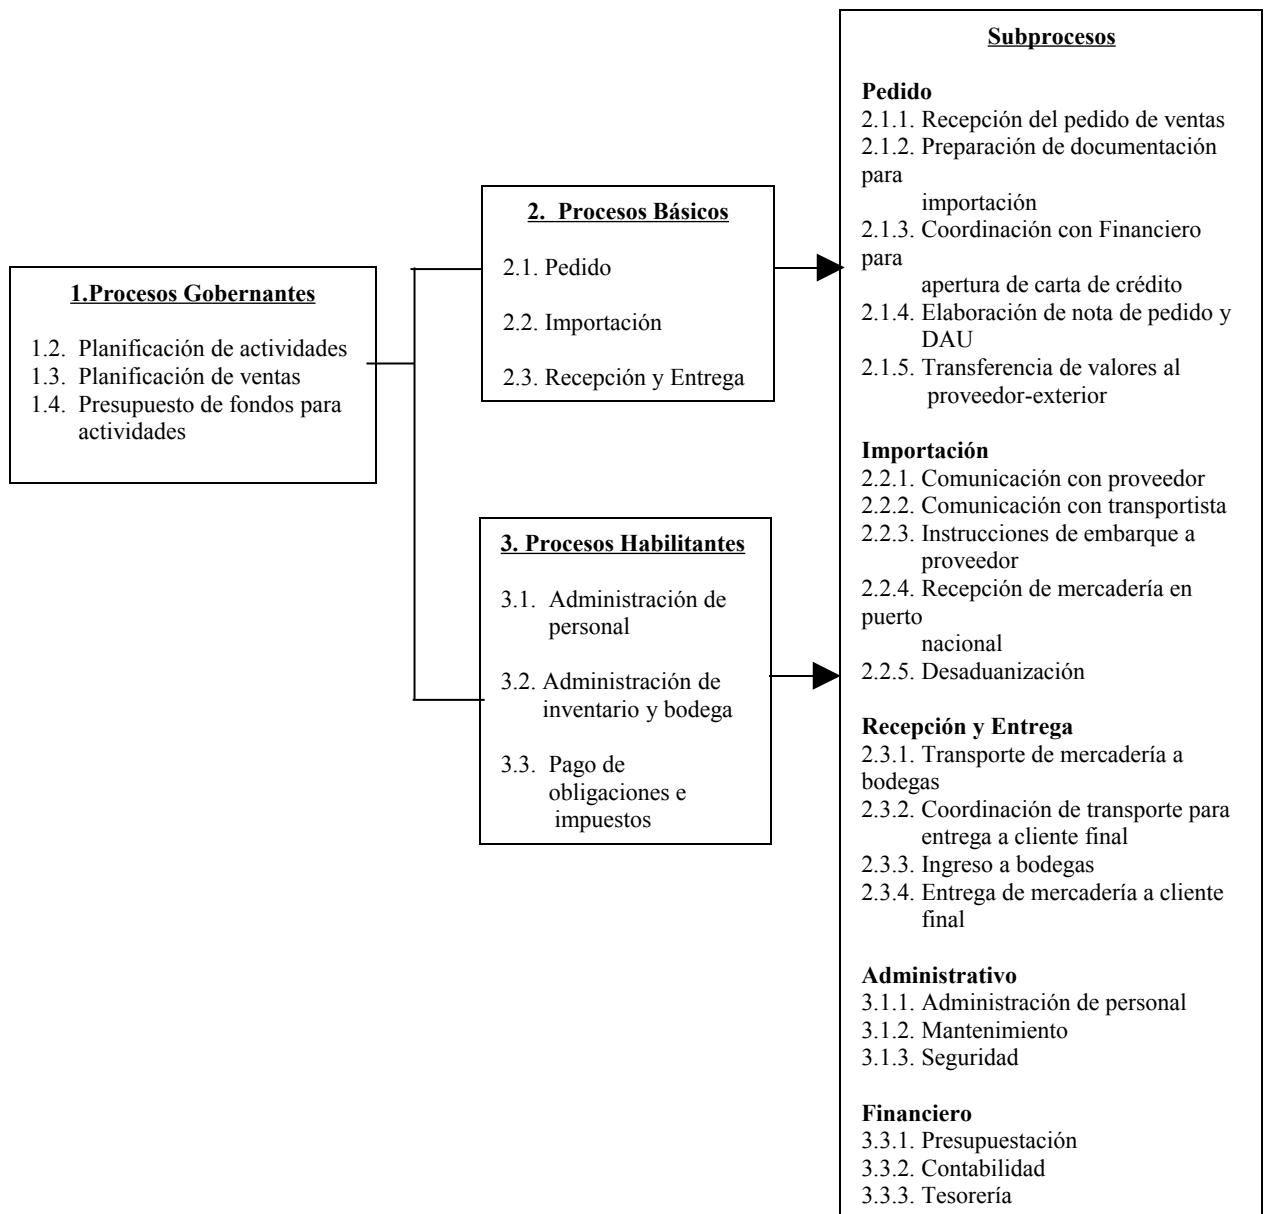 1.Procesos Gobernantes
1.2. Planificación de actividades
1.3. Planificación de ventas
1.4. Presupuesto de fondos para
actividades
2. Procesos Básicos
2.1. Pedido
2.2. Importación
2.3. Recepción y Entrega
3. Procesos Habilitantes
3.1. Administración de
personal
3.2. Administración de
inventario y bodega
3.3. Pago de
obligaciones e
impuestos
Subprocesos
Pedido
2.1.1. Recepción del pedido de ventas
2.1.2. Preparación de documentación
para
importación
2.1.3. Coordinación con Financiero
para
apertura de carta de crédito
2.1.4. Elaboración de nota de pedido y
DAU
2.1.5. Transferencia de valores al
proveedor-exterior
Importación
2.2.1. Comunicación con proveedor
2.2.2. Comunicación con transportista
2.2.3. Instrucciones de embarque a
proveedor
2.2.4. Recepción de mercadería en
puerto
nacional
2.2.5. Desaduanización
Recepción y Entrega
2.3.1. Transporte de mercadería a
bodegas
2.3.2. Coordinación de transporte para
entrega a cliente final
2.3.3. Ingreso a bodegas
2.3.4. Entrega de mercadería a cliente
final
Administrativo
3.1.1. Administración de personal
3.1.2. Mantenimiento
3.1.3. Seguridad
Financiero
3.3.1. Presupuestación
3.3.2. Contabilidad
3.3.3. Tesorería